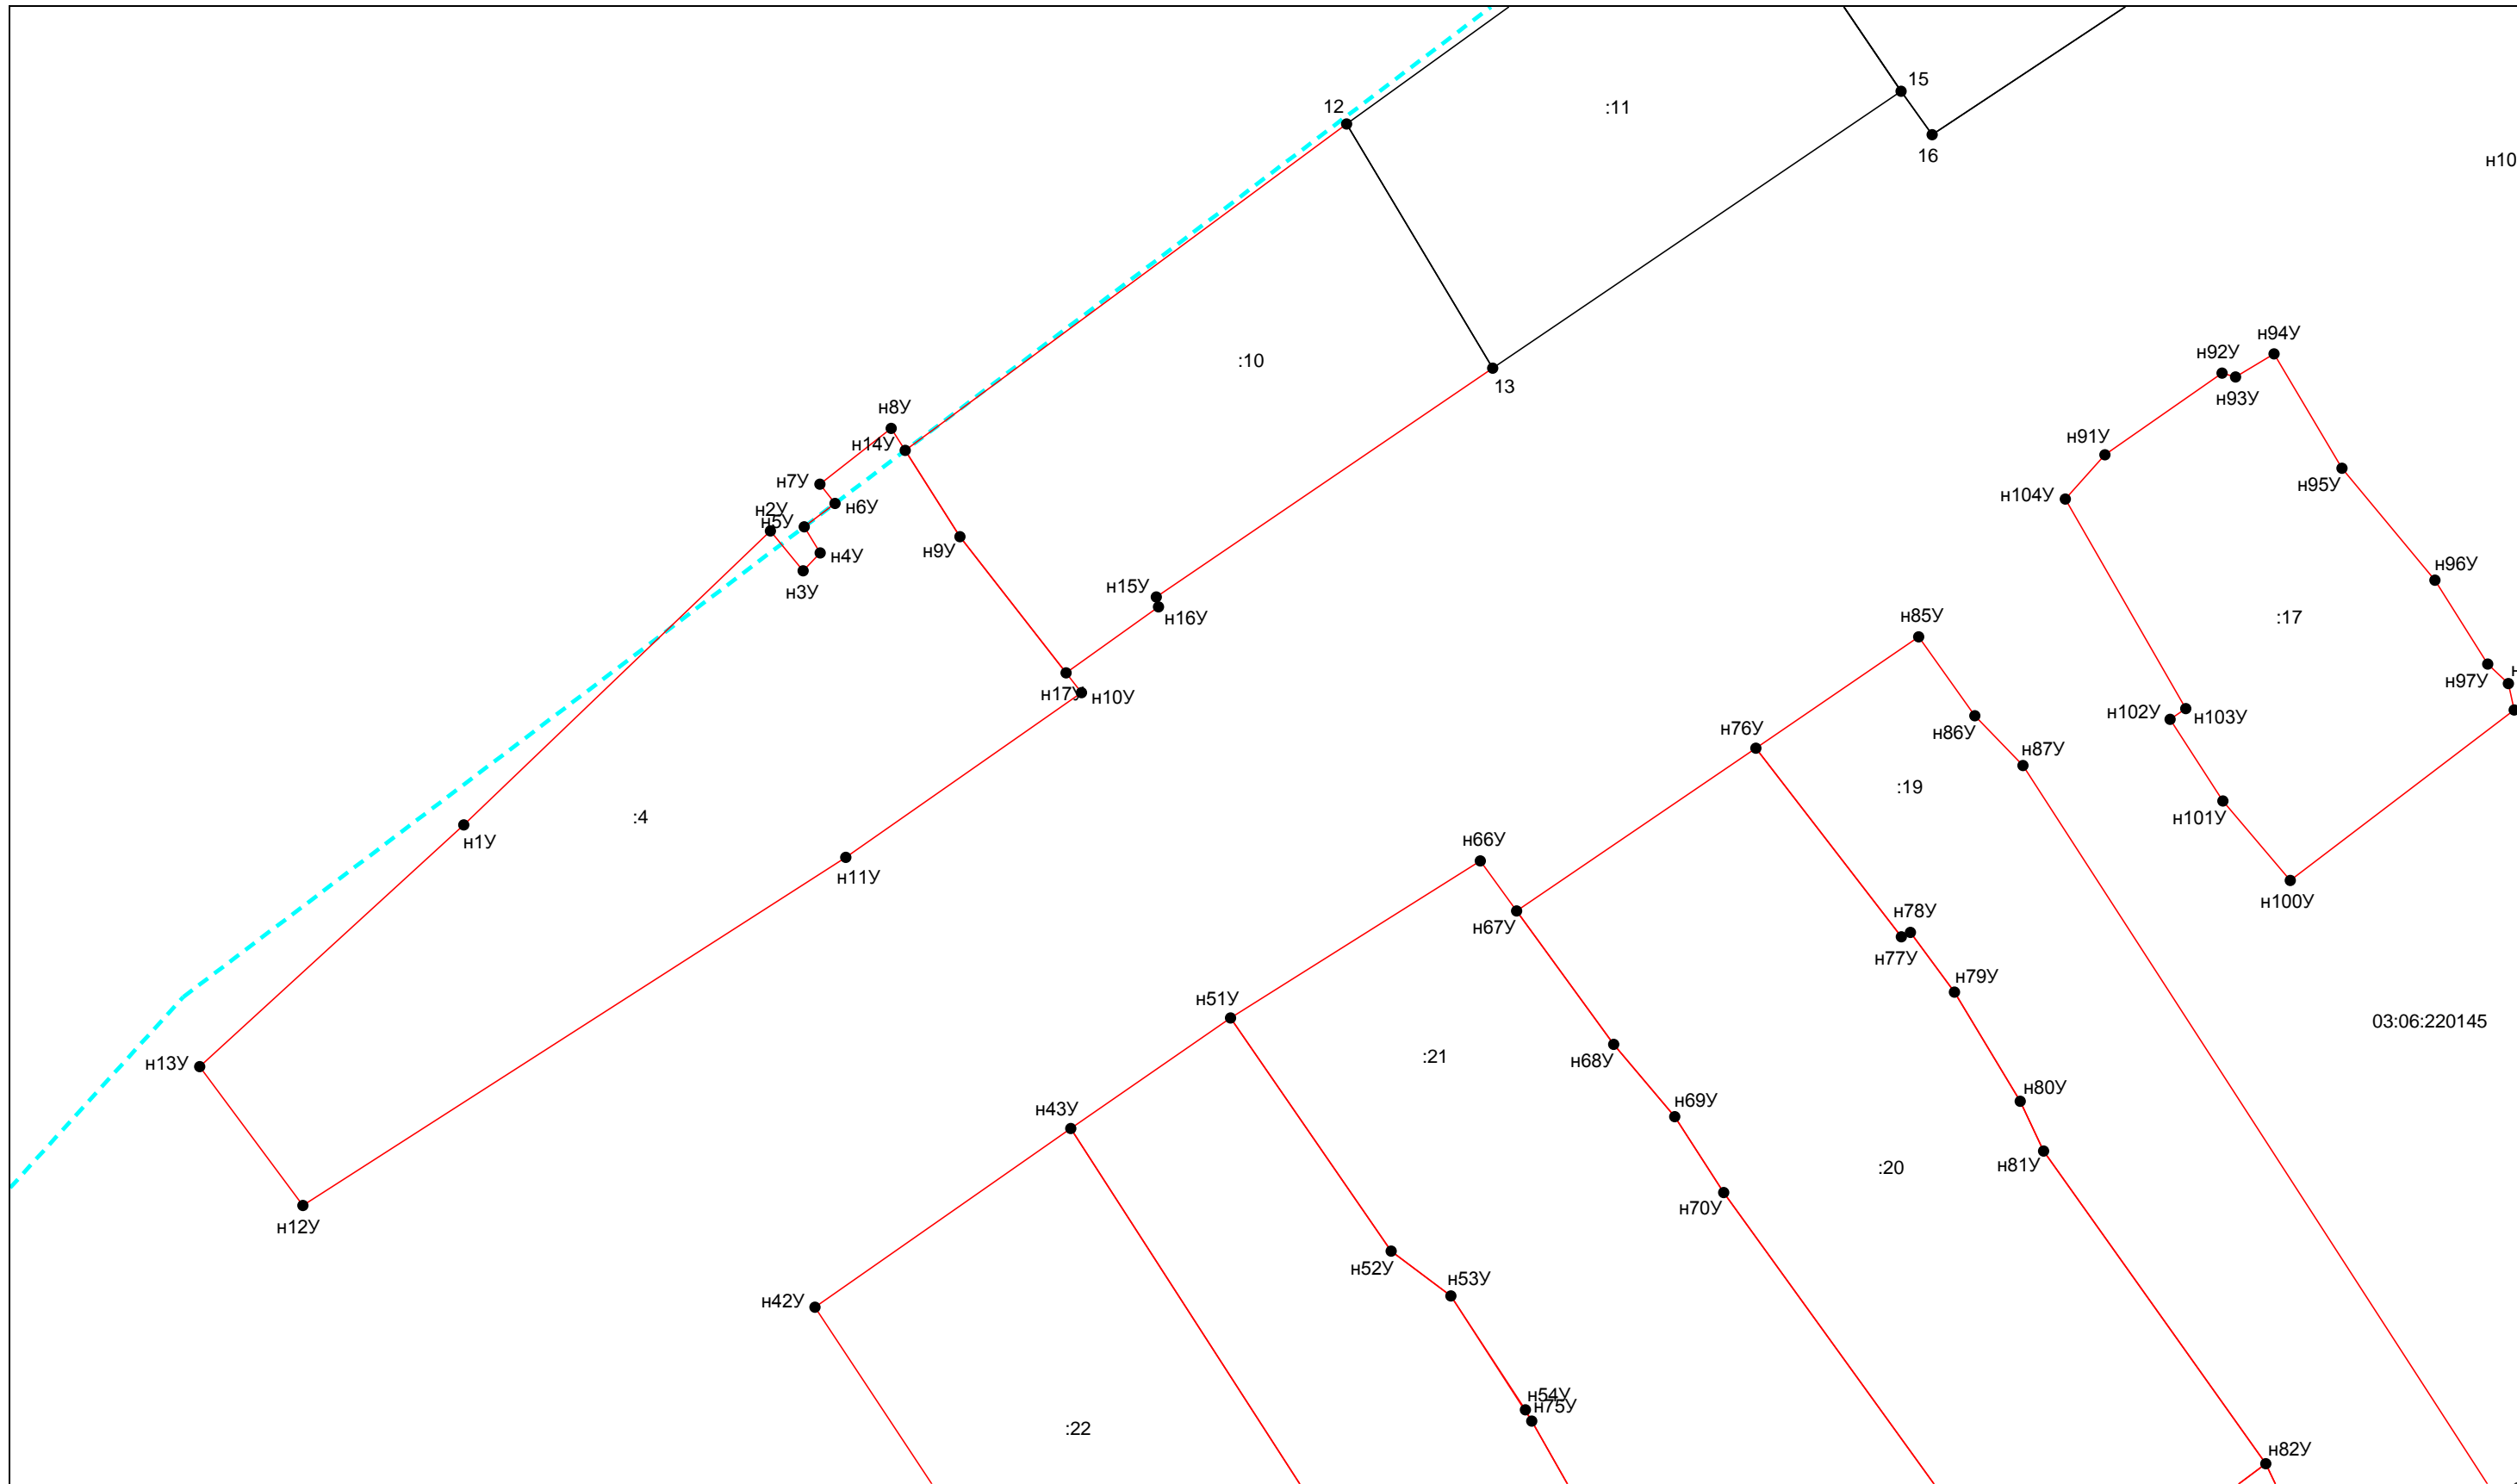 15
12
:11
16
н10
н94У
н92У
:10
13
н93У
н8У
н91У
н14У
н7У
н95У
н104У
н2У
н6У
н5У
н9У
н4У
н96У
н15У
н3У
н16У
н85У
:17
н97У
н
н17У
н10У
н102У
н103У
н76У
н86У
н87У
:19
:4
н101У
н1У
н66У
н11У
н100У
н78У
н67У
н77У
н79У
н51У
03:06:220145
:21
н68У
н13У
н80У
н69У
н43У
н81У
:20
н70У
н12У
н52У
н53У
н42У
н54У
н75У
:22
н82У